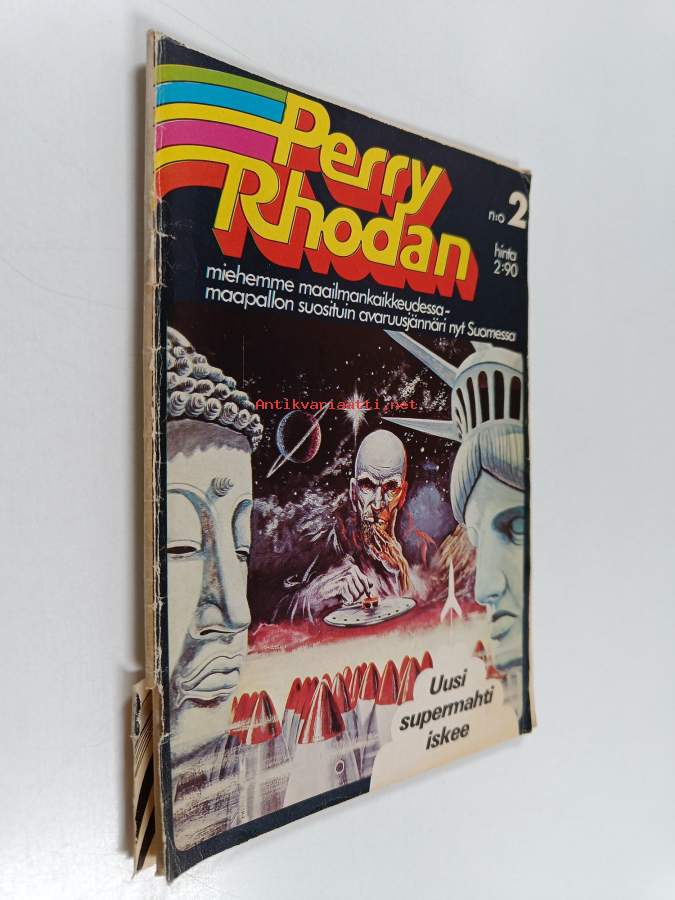 Perry
Rhodan
n:o 2
hinta
2:90
miehemme maailmankaikkeudessa-
maapallon suosituin avaruusjännäri nyt Suomessa
Antikvariaatti.net
Uusi
supermahti
iskee